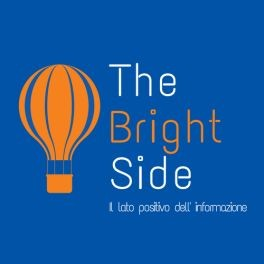 The
Bright
Side
Il lato positivo dell' informazione